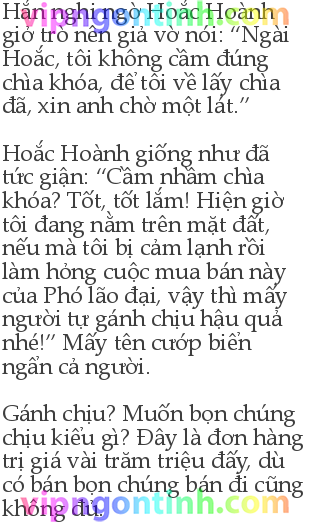 Hắn nghi ngờ Hoắc Hoành
giở trò nên giả vờ nói: “Ngài
Hoắc, tôi không cầm đúng
chìa khóa, để tôi về lấy chìa
đã, xin anh chờ một lát.”

Hoắc Hoành giống như đã
tức giận: “Cầm nhầm chìa
khóa? Tốt, tốt lắm! Hiện giờ
tôi đang nằm trên mặt đất,
nếu mà tôi bị cảm lạnh rồi
làm hỏng cuộc mua bán này
của Phó lão đại, vậy thì mấy
người tự gánh chịu hậu quả
nhé!” Mấy tên cướp biển
ngẩn cả người.

Gánh chịu? Muốn bọn chúng
chịu kiểu gì? Đây là đơn hàng
trị giá vài trăm triệu đấy, dù
có bán bọn chúng bán đi cũng
không đủ.
vipngontinh.com
vipngontinh.com